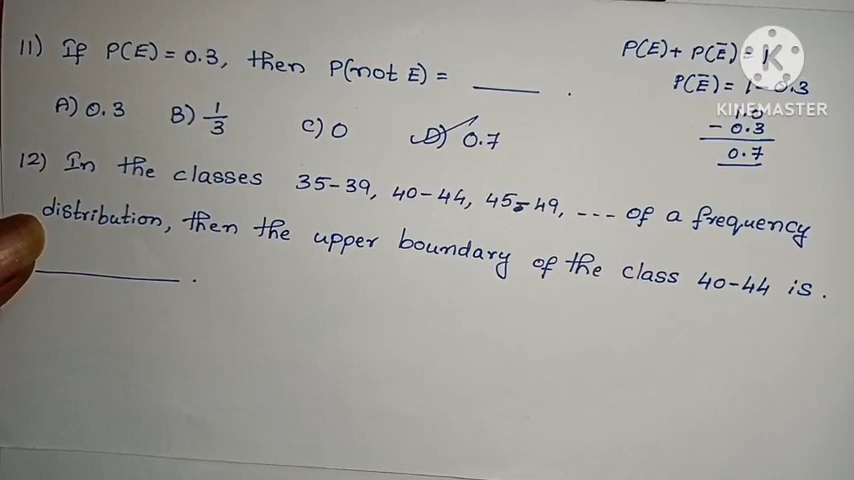 11) If P(E) = 0.3, then P(not E) = ____ .
P(E) + P(Ē) = 1
P(Ē) = 1 - 0.3
KINEMASTER
1.0
- 0.3
0.7
A) 0.3 B) 1/3 C) 0 D) 0.7
12) In the classes 35-39, 40-44, 45-49, --- of a frequency
distribution, then the upper boundary of the class 40-44 is
____ .